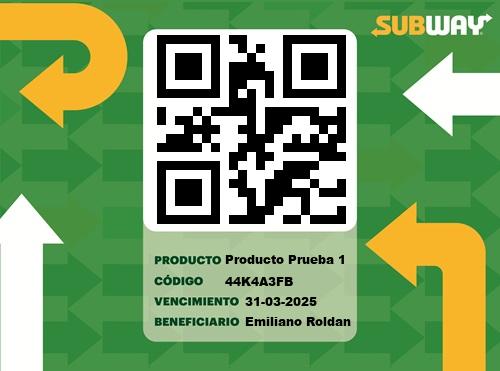 SUBWAY
PRODUCTO Producto Prueba 1
CÓDIGO 44K4A3FB
VENCIMIENTO 31-03-2025
BENEFICIARIO Emiliano Roldan